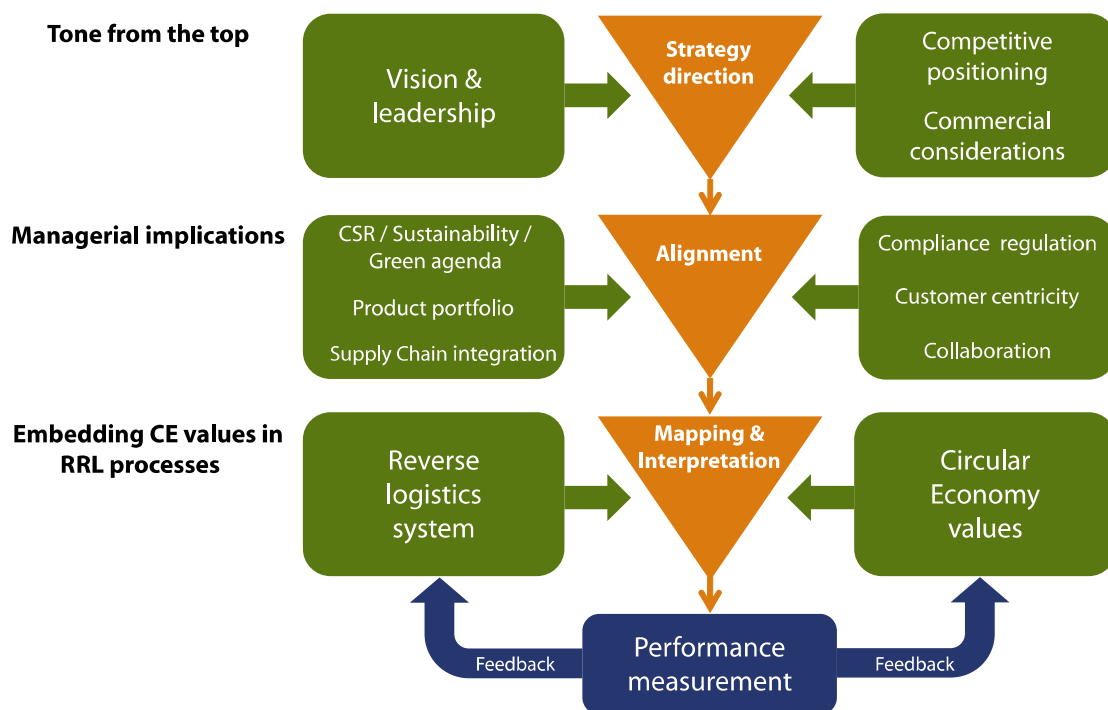 Tone from the top
Vision &
leadership
Strategy
direction
Competitive
positioning
Commercial
considerations
Managerial implications
CSR / Sustainability /
Green agenda
Product portfolio
Supply Chain integration
Alignment
Compliance regulation
Customer centricity
Collaboration
Embedding CE values in
RRL processes
Reverse
logistics
system
Mapping &
Interpretation
Circular
Economy
values
Feedback
Performance
measurement
Feedback